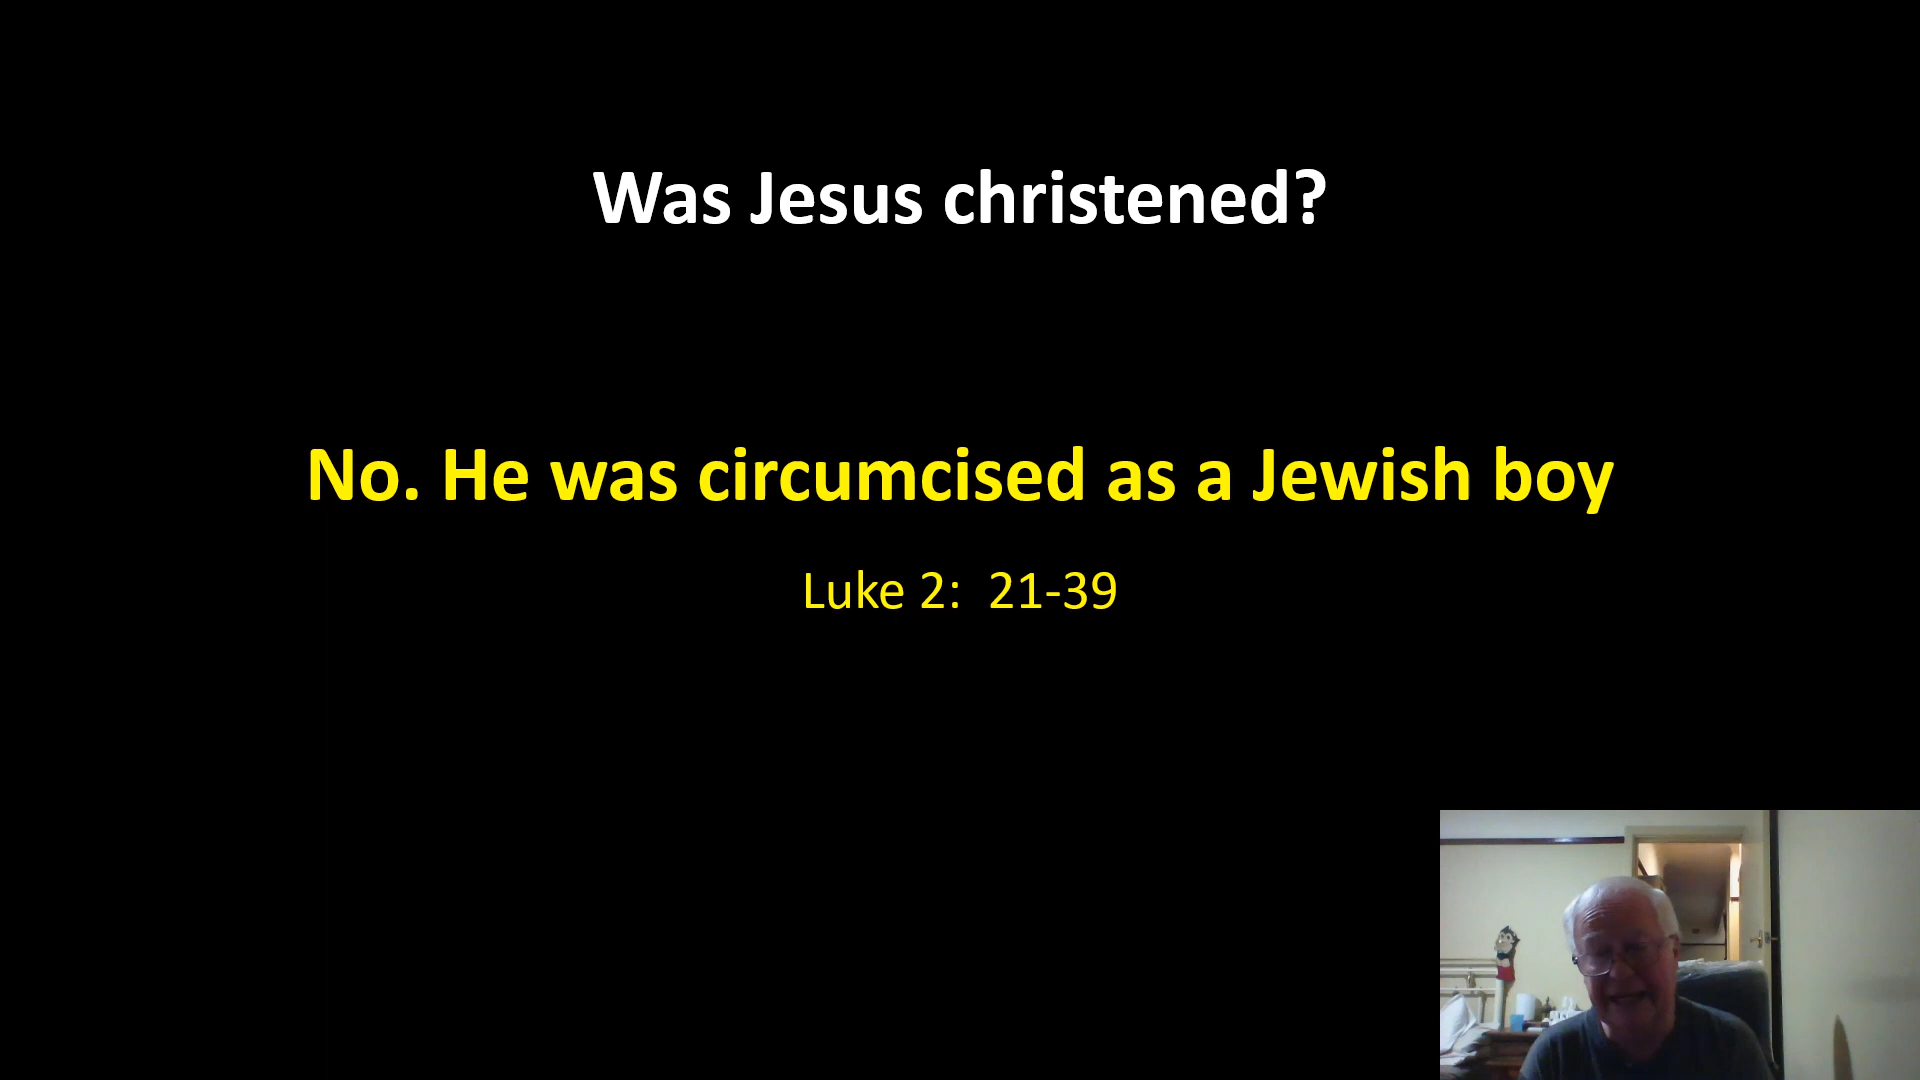 Was Jesus christened?
No. He was circumcised as a Jewish boy
Luke 2:  21-39